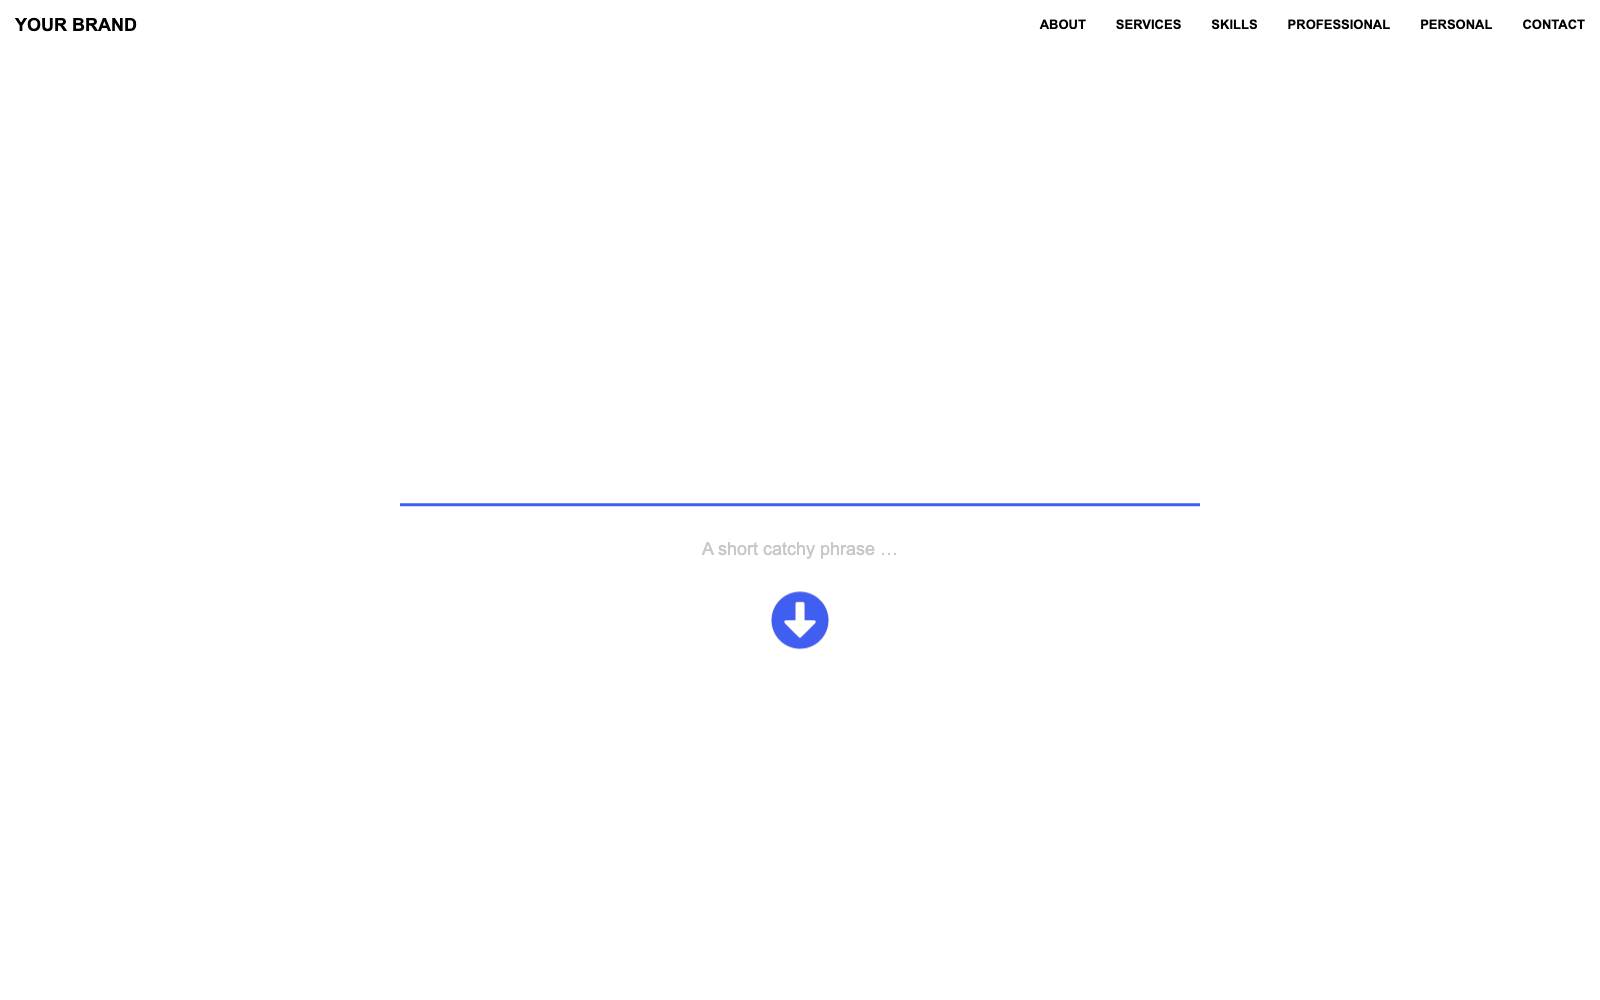 YOUR BRAND
ABOUT SERVICES SKILLS PROFESSIONAL PERSONAL CONTACT
A short catchy phrase …